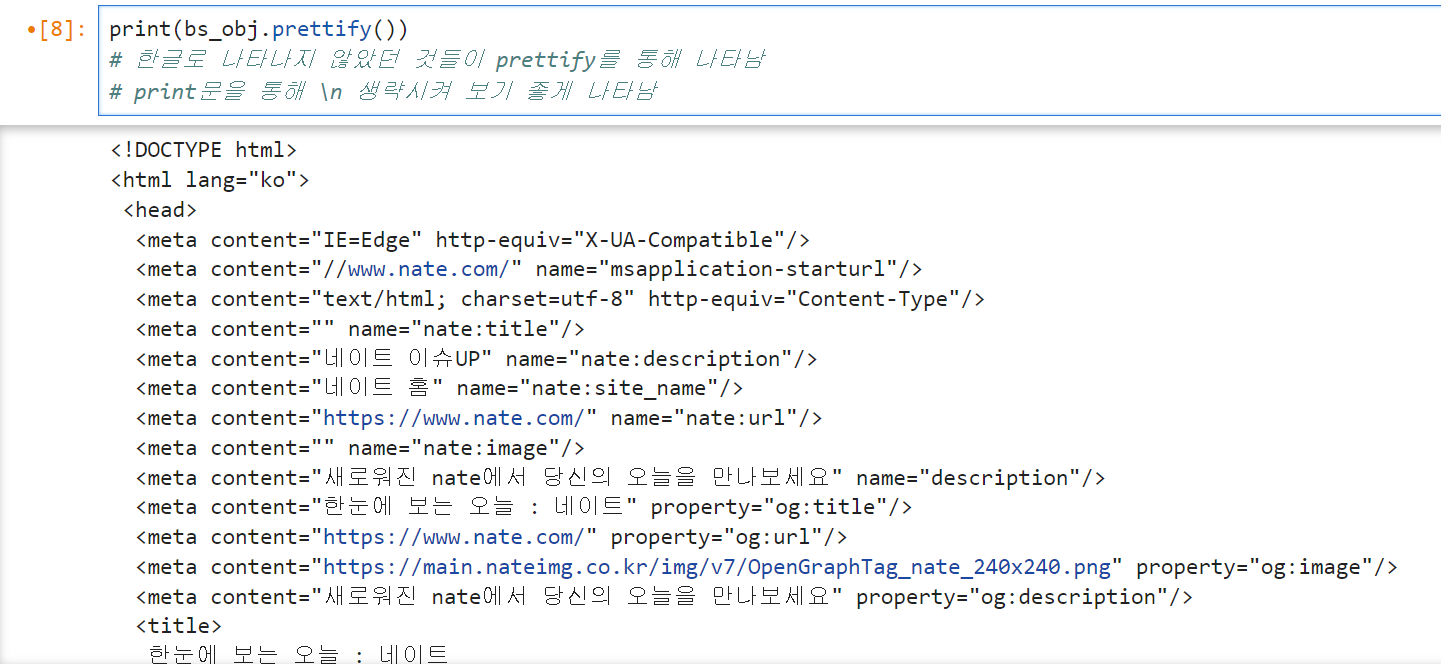 •[8]: print(bs_obj.prettify())
# 한글로 나타나지 않았던 것들이 prettify를 통해 나타남
# print문을 통해 \n 생략시켜 보기 좋게 나타남
<!DOCTYPE html>
<html lang="ko">
<head>
<meta content="IE=Edge" http-equiv="X-UA-Compatible"/>
<meta content="//www.nate.com/" name="msapplication-starturl"/>
<meta content="text/html; charset=utf-8" http-equiv="Content-Type"/>
<meta content="" name="nate:title"/>
<meta content="네이트 이슈UP" name="nate:description"/>
<meta content="네이트 홈" name="nate:site_name"/>
<meta content="https://www.nate.com/" name="nate:url"/>
<meta content="" name="nate:image"/>
<meta content="새로워진 nate에서 당신의 오늘을 만나보세요" name="description"/>
<meta content="한눈에 보는 오늘 : 네이트" property="og:title"/>
<meta content="https://www.nate.com/" property="og:url"/>
<meta content="https://main.nateimg.co.kr/img/v7/OpenGraphTag_nate_240x240.png" property="og:image"/>
<meta content="새로워진 nate에서 당신의 오늘을 만나보세요" property="og:description"/>
<title>
한눈에 보는 오늘 : 네이트